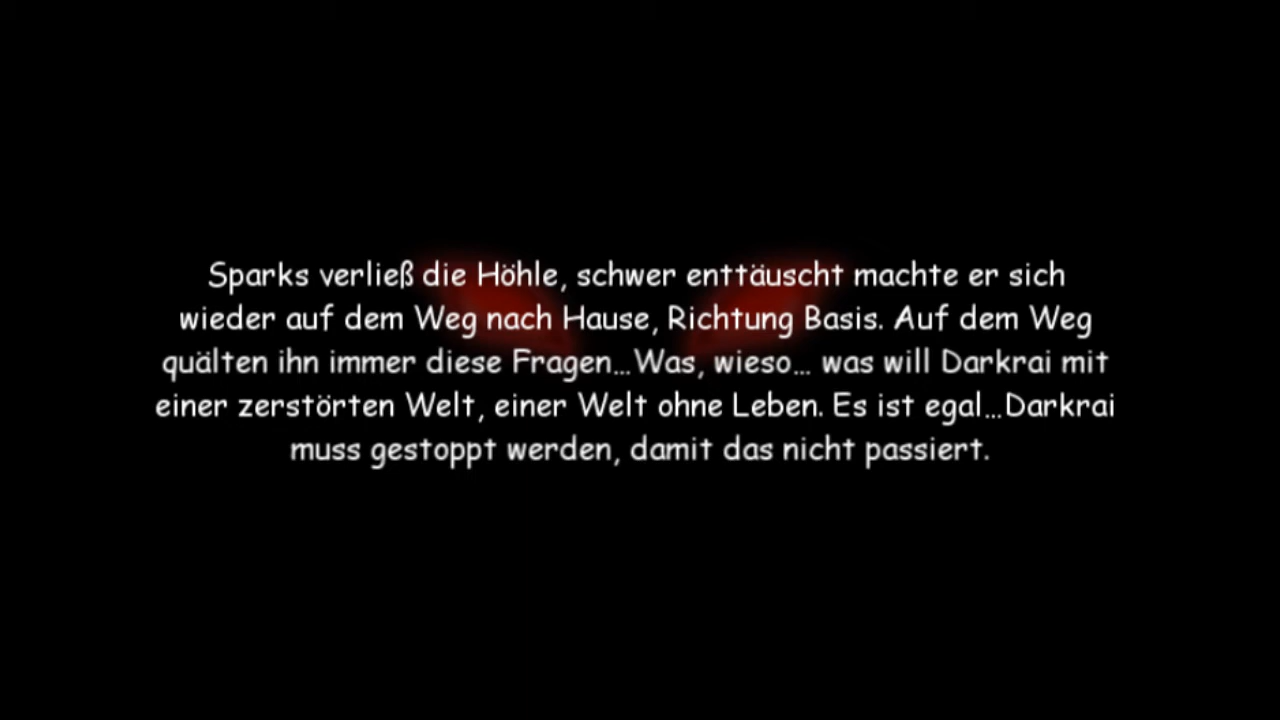 Sparks verließ die Höhle, schwer enttäuscht machte er sich
wieder auf dem Weg nach Hause, Richtung Basis. Auf dem Weg
quälten ihn immer diese Fragen...Was, wieso... was will Darkrai mit
einer zerstörten Welt, einer Welt ohne Leben. Es ist egal...Darkrai
muss gestoppt werden, damit das nicht passiert.